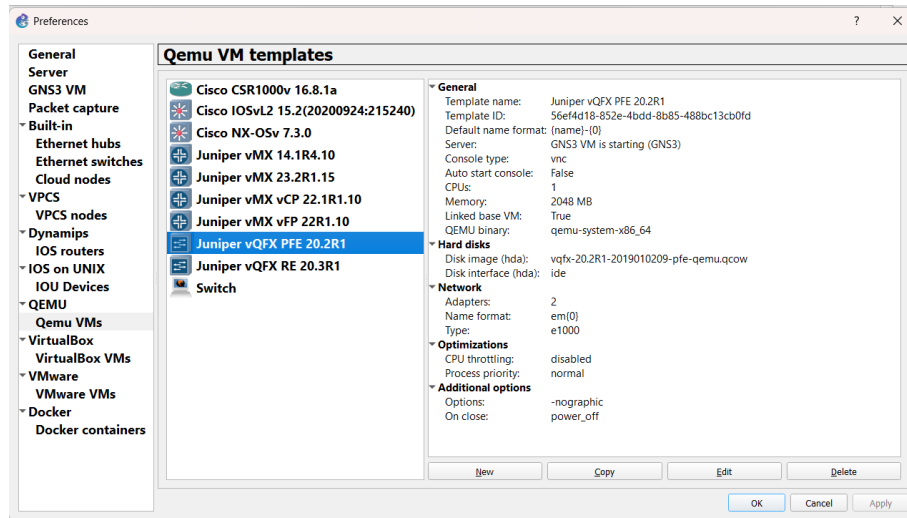 Preferences
?
X
General
Server
GNS3 VM
Packet capture
Built-in
Ethernet hubs
Ethernet switches
Cloud nodes
VPCS
VPCS nodes
Dynamips
IOS routers
IOS on UNIX
IOU Devices
QEMU
Qemu VMs
VirtualBox
VirtualBox VMs
VMware
VMware VMs
Docker
Docker containers
Qemu VM templates
Cisco CSR1000v 16.8.1a
Cisco IOSvL2 15.2(20200924:215240)
Cisco NX-OSv 7.3.0
Juniper vMX 14.1R4.10
Juniper vMX 23.2R1.15
Juniper vMX vCP 22.1R1.10
Juniper vMX vFP 22R1.10
Juniper vQFX PFE 20.2R1
Juniper vQFX RE 20.3R1
Switch
General
Template name: Juniper vQFX PFE 20.2R1
Template ID: 56ef4d18-852e-4bdd-8b85-488bc13cb0fd
Default name format: {name}-{0}
Server: GNS3 VM is starting (GNS3)
Console type: vnc
Auto start console: False
CPUs: 1
Memory: 2048 MB
Linked base VM: True
QEMU binary: qemu-system-x86_64
Hard disks
Disk image (hda): vqfx-20.2R1-2019010209-pfe-qemu.qcow
Disk interface (hda): ide
Network
Adapters: 2
Name format: em{0}
Type: e1000
Optimizations
CPU throttling: disabled
Process priority: normal
Additional options
Options: -nographic
On close: power_off
New Copy Edit Delete
OK Cancel Apply